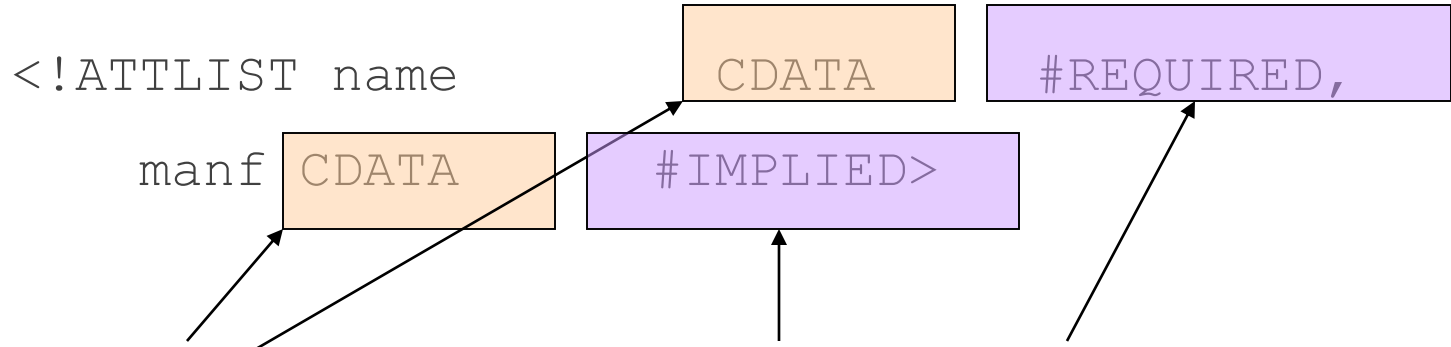 <!ATTLIST name CDATA #REQUIRED,
manf CDATA #IMPLIED>